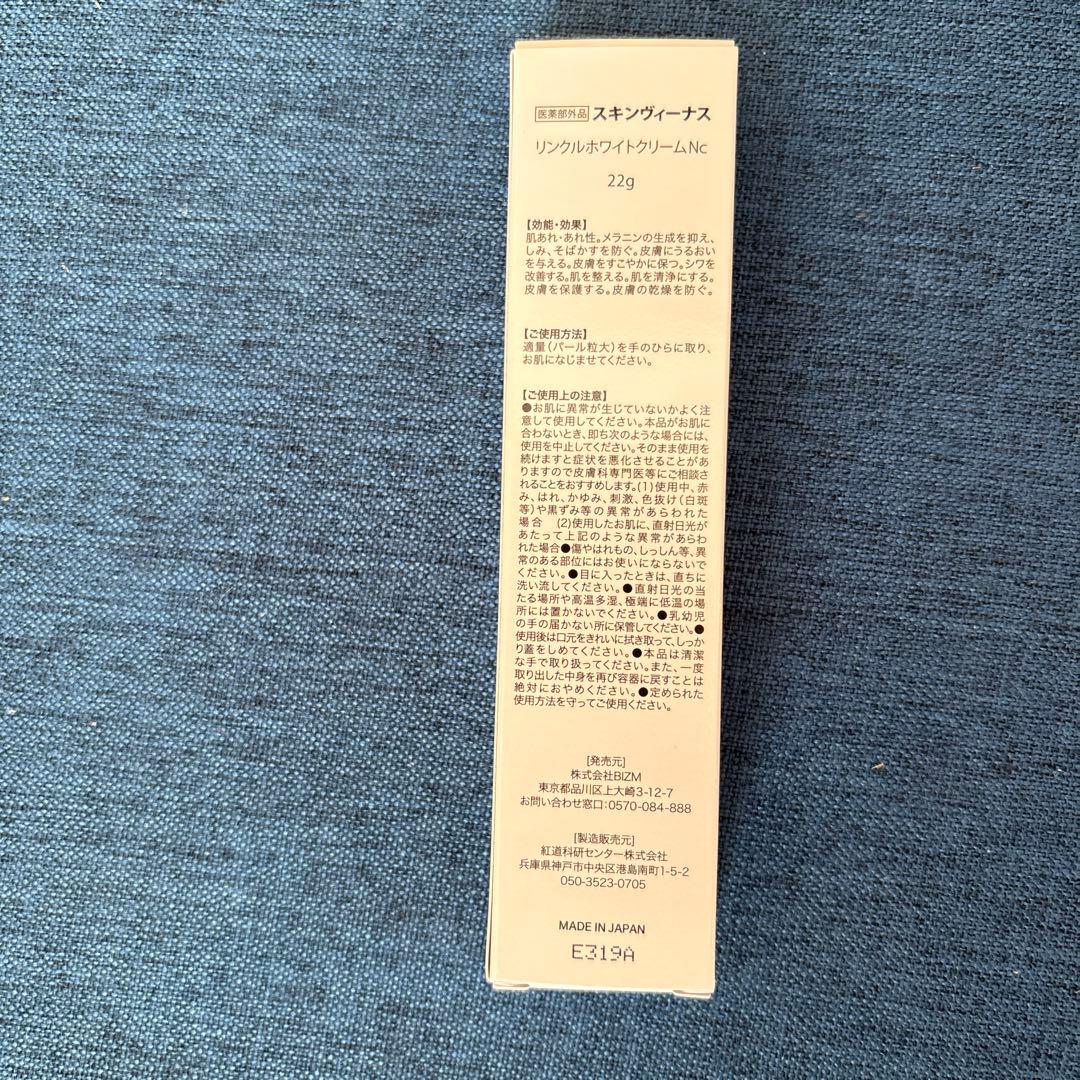 医薬部外品 スキンヴィーナス
リンクルホワイトクリームNc
22g
【効能・効果】
肌あれ・あれ性。メラニンの生成を抑え、
しみ、そばかすを防ぐ。皮膚にうるおい
を与える。皮膚をすこやかに保つ。シワを
改善する。肌を整える。肌を清浄にする。
皮膚を保護する。皮膚の乾燥を防ぐ。
【ご使用方法】
適量(パール粒大)を手のひらに取り、
お肌になじませてください。
【ご使用上の注意】
●お肌に異常が生じていないかよく注
意して使用してください。本品がお肌に
合わないとき、即ち次のような場合には、
使用を中止してください。そのまま使用を
続けますと症状を悪化させることがあ
りますので皮膚科専門医等にご相談さ
れることをおすすめします。(1)使用中、赤
み、はれ、かゆみ、刺激、色抜け(白斑
等)や黒ずみ等の異常があらわれた
場合 (2)使用したお肌に、直射日光が
あたって上記のような異常があらわ
れた場合●傷やはれもの、しっしん等、異
常のある部位にはお使いにならないで
ください。●目に入ったときは、直ちに
洗い流してください。●直射日光の当
たる場所や高温多湿、極端に低温の場
所には置かないでください。●乳幼児
の手の届かない所に保管してください。●
使用後は口元をきれいに拭き取って、しっか
り蓋をしめてください。●本品は清潔
な手で取り扱ってください。また、一度
取り出した中身を再び容器に戻すことは
絶対におやめください。●定められた
使用方法を守ってご使用ください。
[発売元]
株式会社BIZM
東京都品川区上大崎3-12-7
お問い合わせ窓口:0570-084-888
[製造販売元]
紅道科研センター株式会社
兵庫県神戸市中央区港島南町1-5-2
050-3523-0705
MADE IN JAPAN
E319A